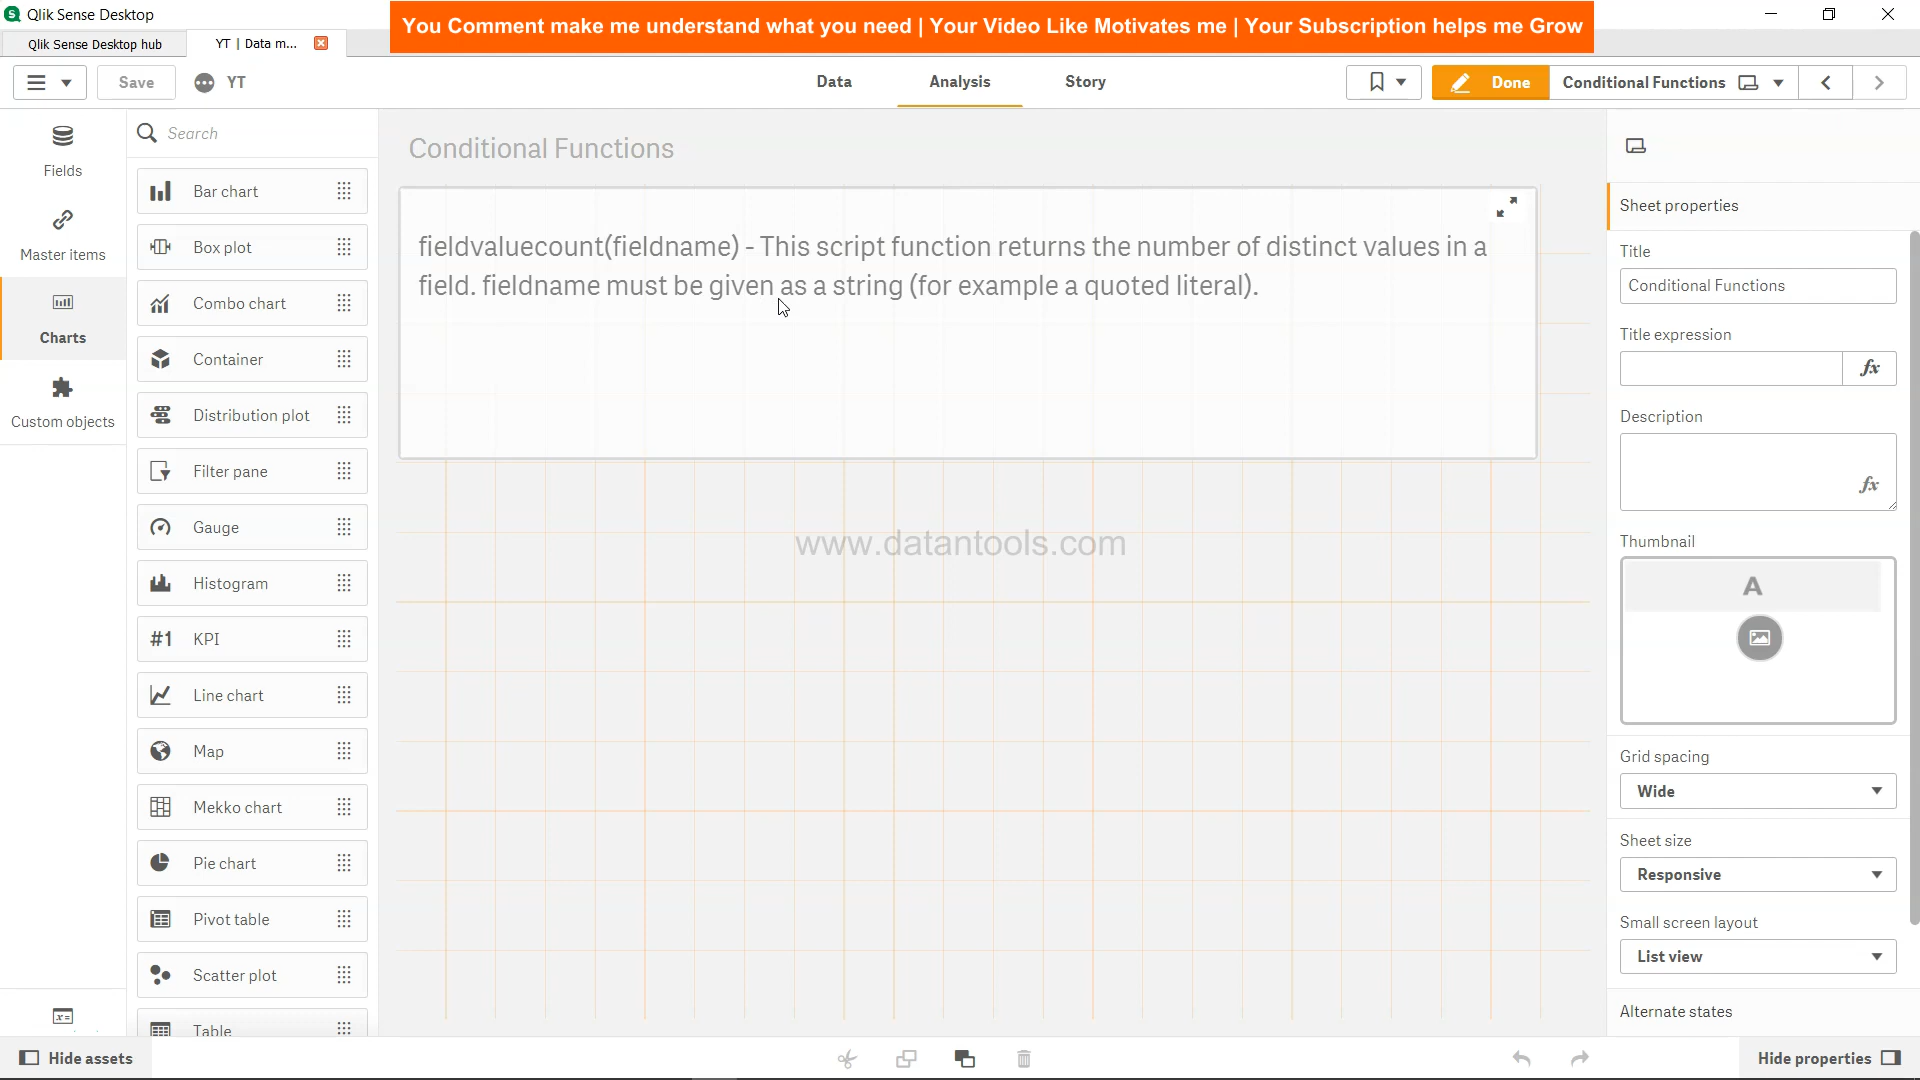 Qlik Sense Desktop
You Comment make me understand what you need | Your Video Like Motivates me | Your Subscription helps me Grow
Qlik Sense Desktop hub
YT | Data m...
Save
YT
Data
Analysis
Story
Done
Conditional Functions
Fields
Master items
Charts
Custom objects
Search
Bar chart
Box plot
Combo chart
Container
Distribution plot
Filter pane
Gauge
Histogram
#1 KPI
Line chart
Map
Mekko chart
Pie chart
Pivot table
Scatter plot
Table
Conditional Functions
fieldvaluecount(fieldname) - This script function returns the number of distinct values in a
field. fieldname must be given as a string (for example a quoted literal).
www.datantools.com
Sheet properties
Title
Conditional Functions
Title expression
fx
Description
fx
Thumbnail
A
Grid spacing
Wide
Sheet size
Responsive
Small screen layout
List view
Alternate states
Hide assets
Hide properties